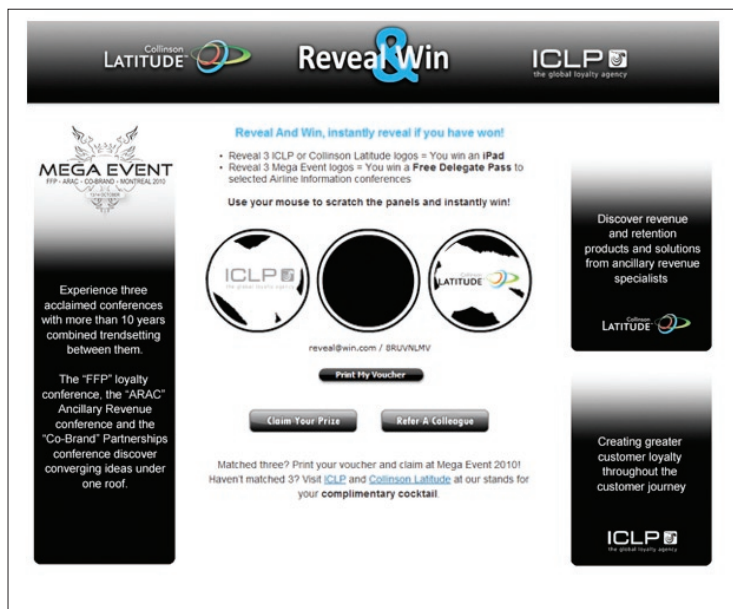 Collinson
LATITUDE™
Reveal & Win
ICLP
the global loyalty agency
MEGA EVENT
FFP - ARAC - CO-BRAND - MONTREAL 2010
Experience three
acclaimed conferences
with more than 10 years
combined trendsetting
between them.
The "FFP" loyalty
conference, the "ARAC"
Ancillary Revenue
conference and the
"Co-Brand" Partnerships
conference discover
converging ideas under
one roof.
Reveal And Win, instantly reveal if you have won!
• Reveal 3 ICLP or Collinson Latitude logos = You win an iPad
• Reveal 3 Mega Event logos = You win a Free Delegate Pass to
selected Airline Information conferences
Use your mouse to scratch the panels and instantly win!
ICLP
the global loyalty agency
Collinson
LATITUDE
reveal@win.com / 8RUVNLMV
Print My Voucher
Claim Your Prize
Refer A Colleague
Matched three? Print your voucher and claim at Mega Event 2010!
Haven't matched 3? Visit ICLP and Collinson Latitude at our stands for
your complimentary cocktail.
Discover revenue
and retention
products and solutions
from ancillary revenue
specialists
Collinson
LATITUDE™
Creating greater
customer loyalty
throughout the
customer journey
ICLP
the global loyalty agency